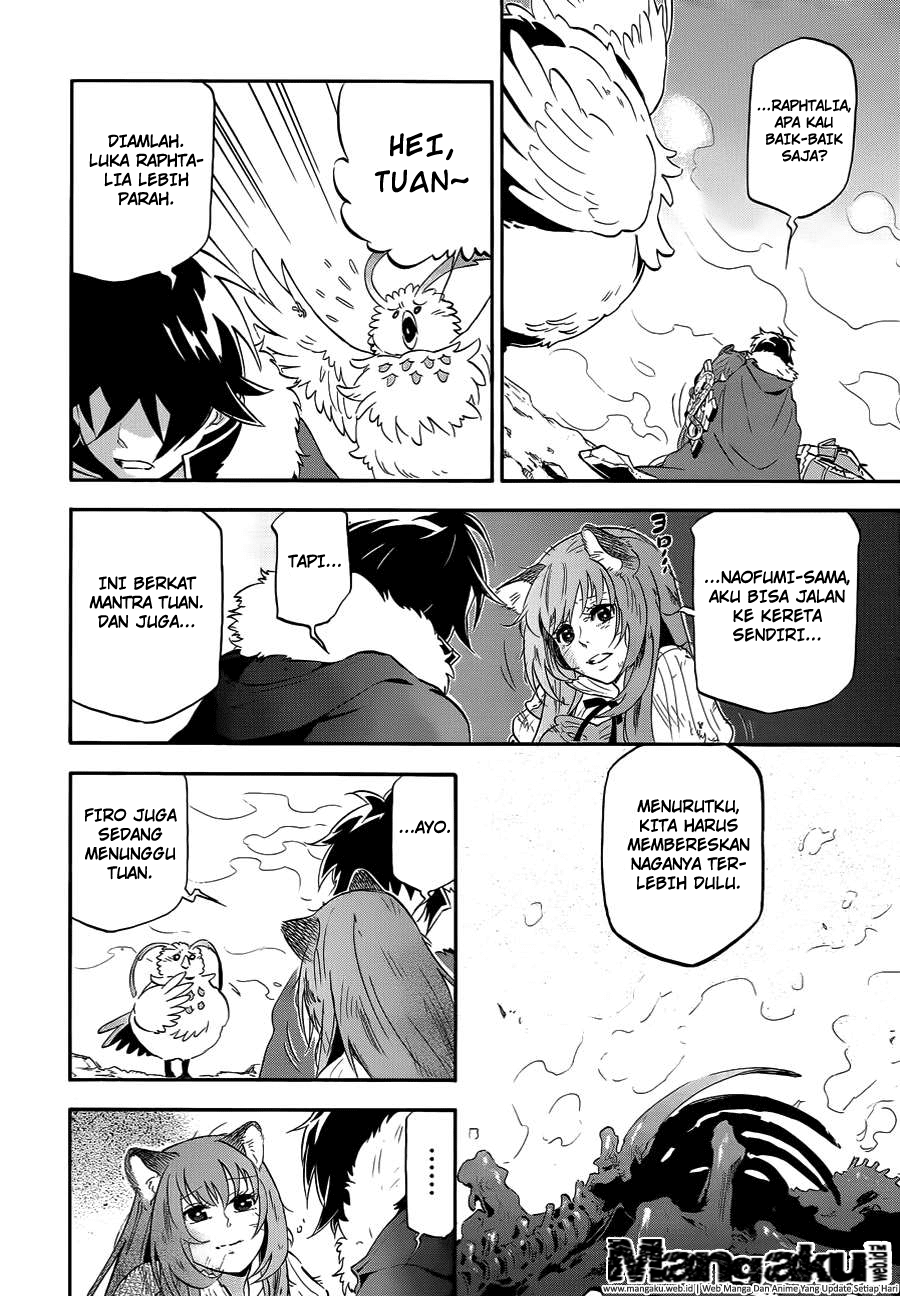 ...RAPHTALIA,
APA KAU
BAIK-BAIK
SAJA?
HEI,
TUAN~
DIAMLAH.
LUKA RAPHTA-
LIA LEBIH
PARAH.
...NAOFUMI-SAMA,
AKU BISA JALAN
KE KERETA
SENDIRI...
ヨロ...
TAPI...
INI BERKAT
MANTRA TUAN.
DAN JUGA...
MENURUTKU,
KITA HARUS
MEMBERESKAN
NAGANYA TER-
LEBIH DULU.
...AYO.
FIRO JUGA
SEDANG
MENUNGGU
TUAN.
......
Mangaku
www.mangaku.web.id | Web Manga Dan Anime Yang Update Setiap Hari